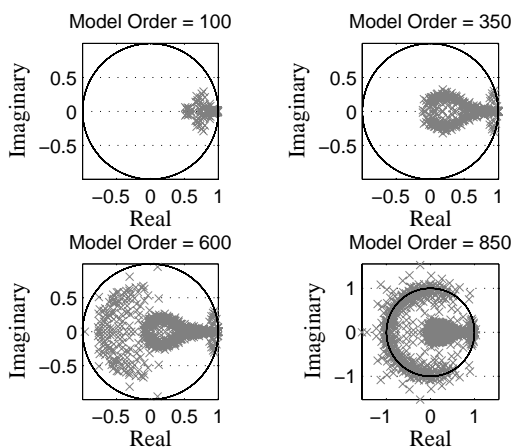 Model Order = 100
Imaginary
0.5
0
−0.5
−0.5 0 0.5 1
Real
Model Order = 350
Imaginary
0.5
0
−0.5
−0.5 0 0.5 1
Real
Model Order = 600
Imaginary
0.5
0
−0.5
−0.5 0 0.5 1
Real
Model Order = 850
Imaginary
1
0
−1
−1 0 1
Real